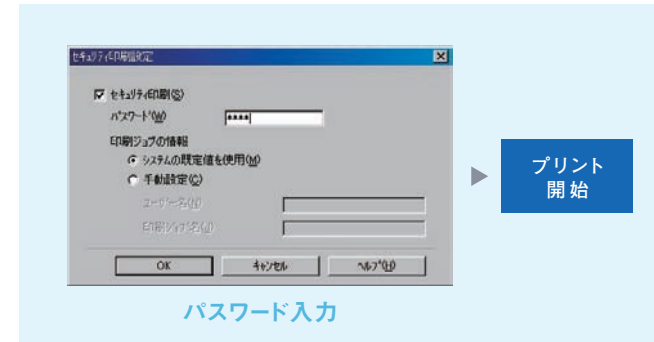 セキュリティ印刷設定
セキュリティ印刷(S)
パスワード(W) ****
印刷ジョブの情報
システムの既定値を使用(M)
手動設定(C)
ユーザー名(N)
印刷ジョブ名(J)
OK キャンセル ヘルプ(H)
パスワード入力
プリント
開始